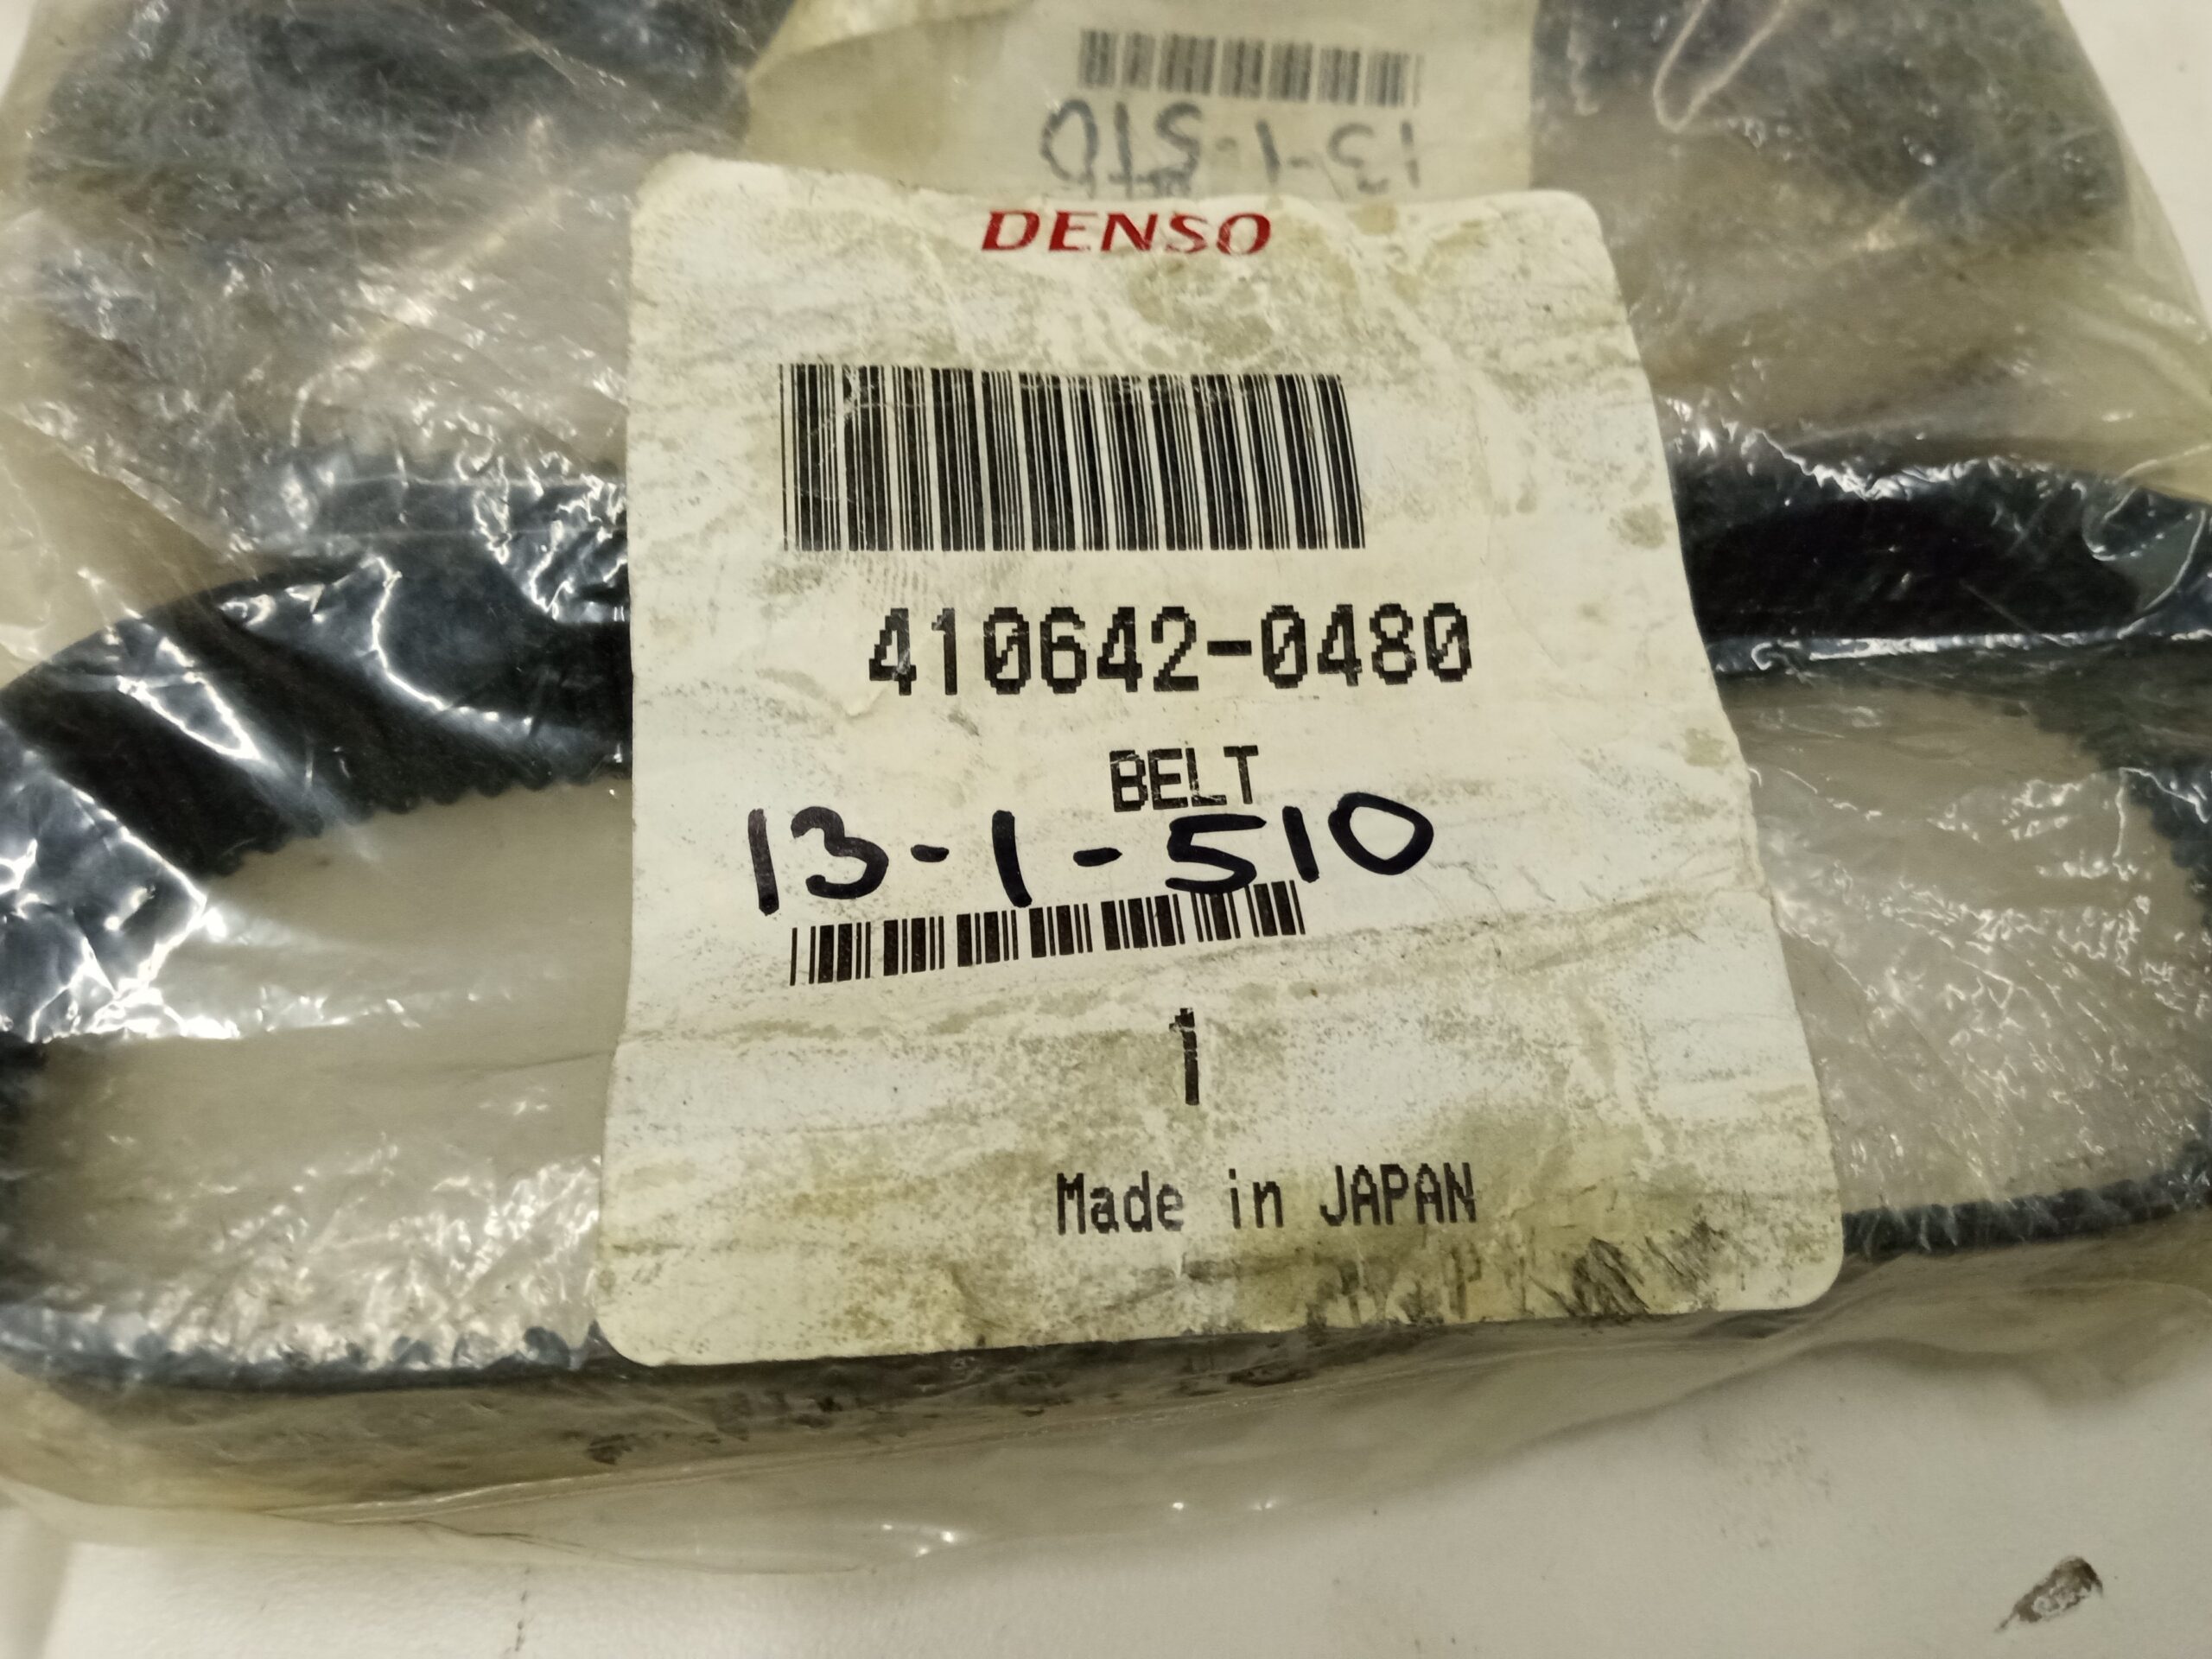 13-1-510
DENSO
410642-0480
BELT
13-1-510
1
Made in JAPAN